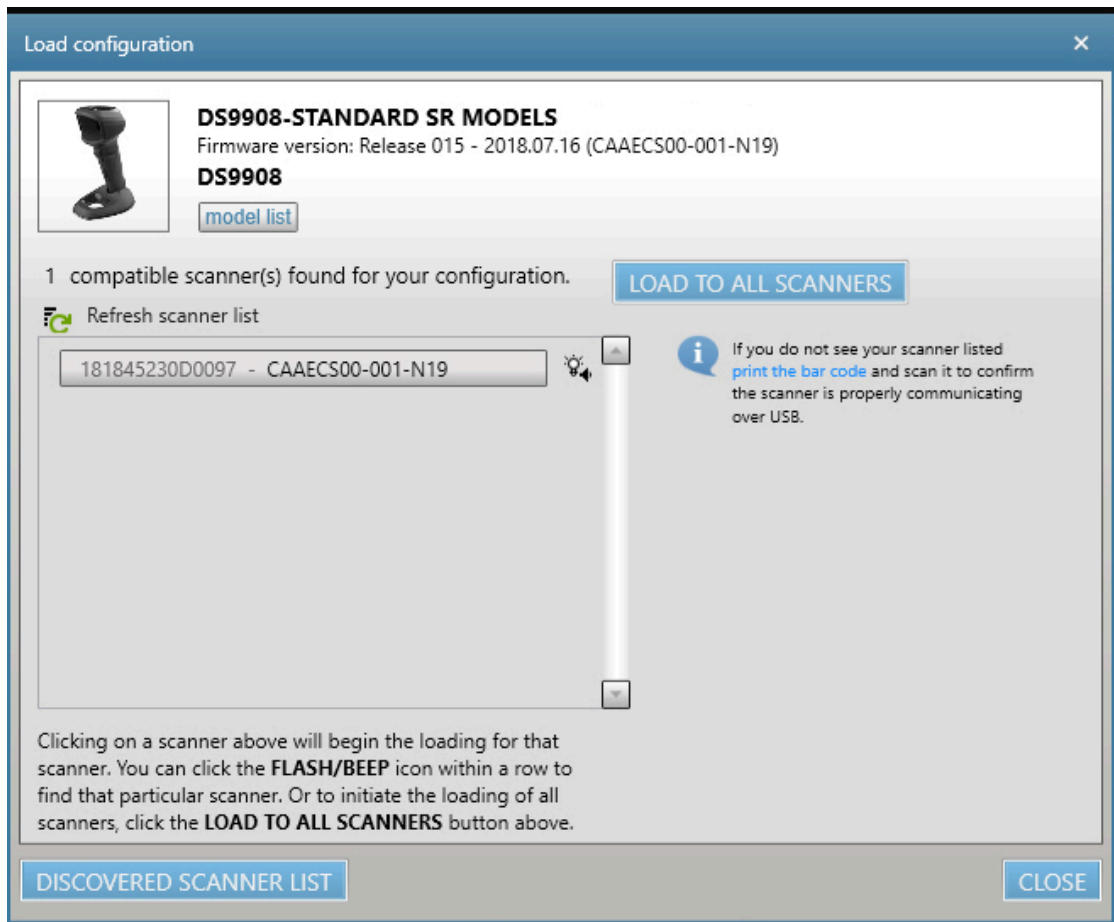 Load configuration
DS9908-STANDARD SR MODELS
Firmware version: Release 015 - 2018.07.16 (CAAECS00-001-N19)
DS9908
model list
1 compatible scanner(s) found for your configuration.
LOAD TO ALL SCANNERS
Refresh scanner list
181845230D0097 - CAAECS00-001-N19
If you do not see your scanner listed
print the bar code and scan it to confirm
the scanner is properly communicating
over USB.
Clicking on a scanner above will begin the loading for that
scanner. You can click the FLASH/BEEP icon within a row to
find that particular scanner. Or to initiate the loading of all
scanners, click the LOAD TO ALL SCANNERS button above.
DISCOVERED SCANNER LIST
CLOSE